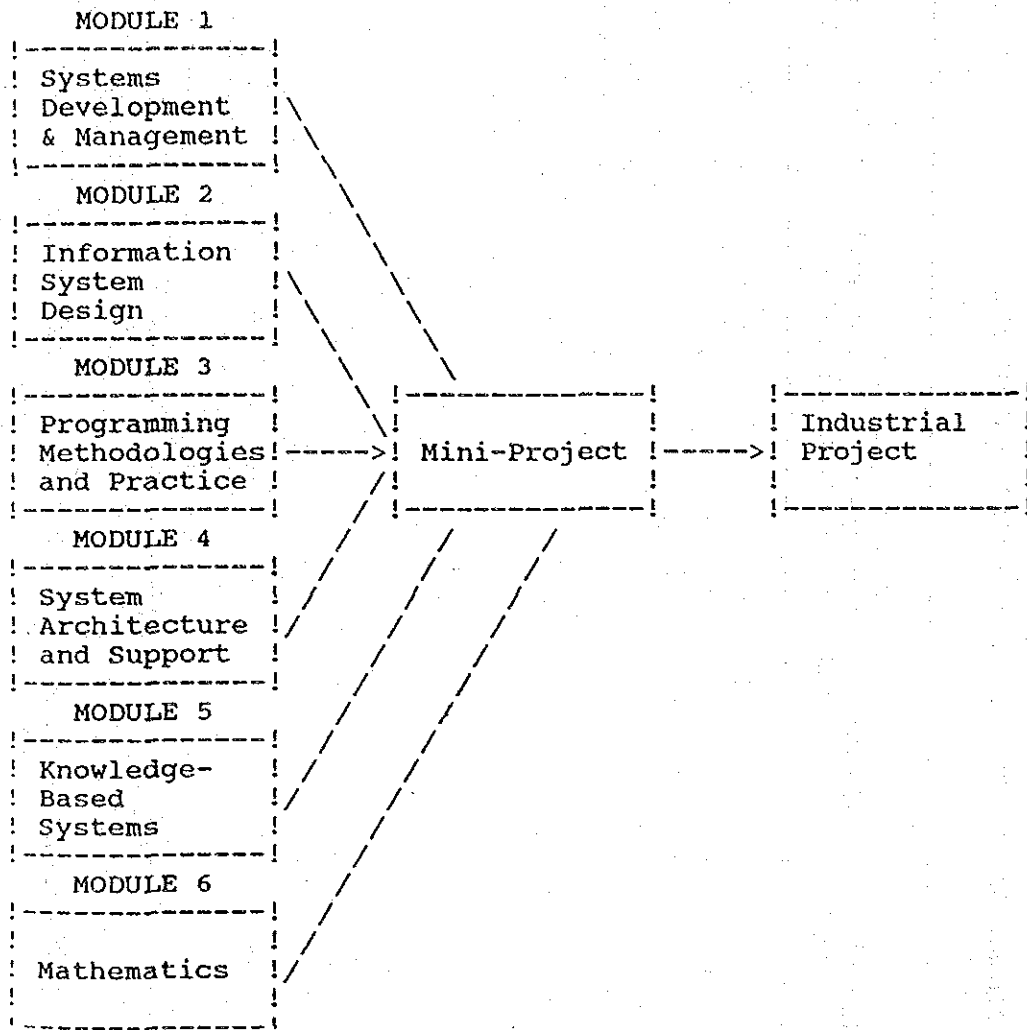 MODULE 1
Systems
Development
& Management
MODULE 2
Information
System
Design
MODULE 3
Programming
Methodologies
and Practice
Mini-Project
Industrial
Project
MODULE 4
System
Architecture
and Support
MODULE 5
Knowledge-
Based
Systems
MODULE 6
Mathematics